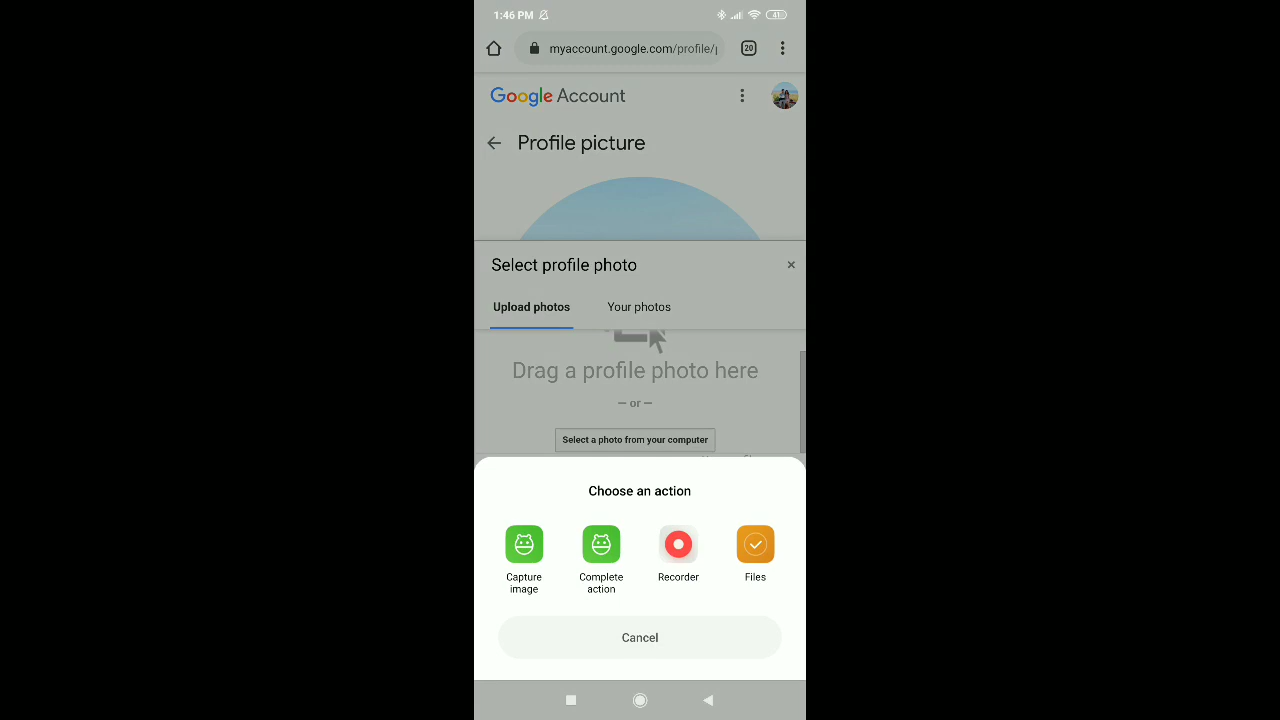 1:46 PM
41
myaccount.google.com/profile/
20
Google Account
Profile picture
Select profile photo
Upload photos
Your photos
Drag a profile photo here
— or —
Select a photo from your computer
Choose an action
Capture image
Complete action
Recorder
Files
Cancel